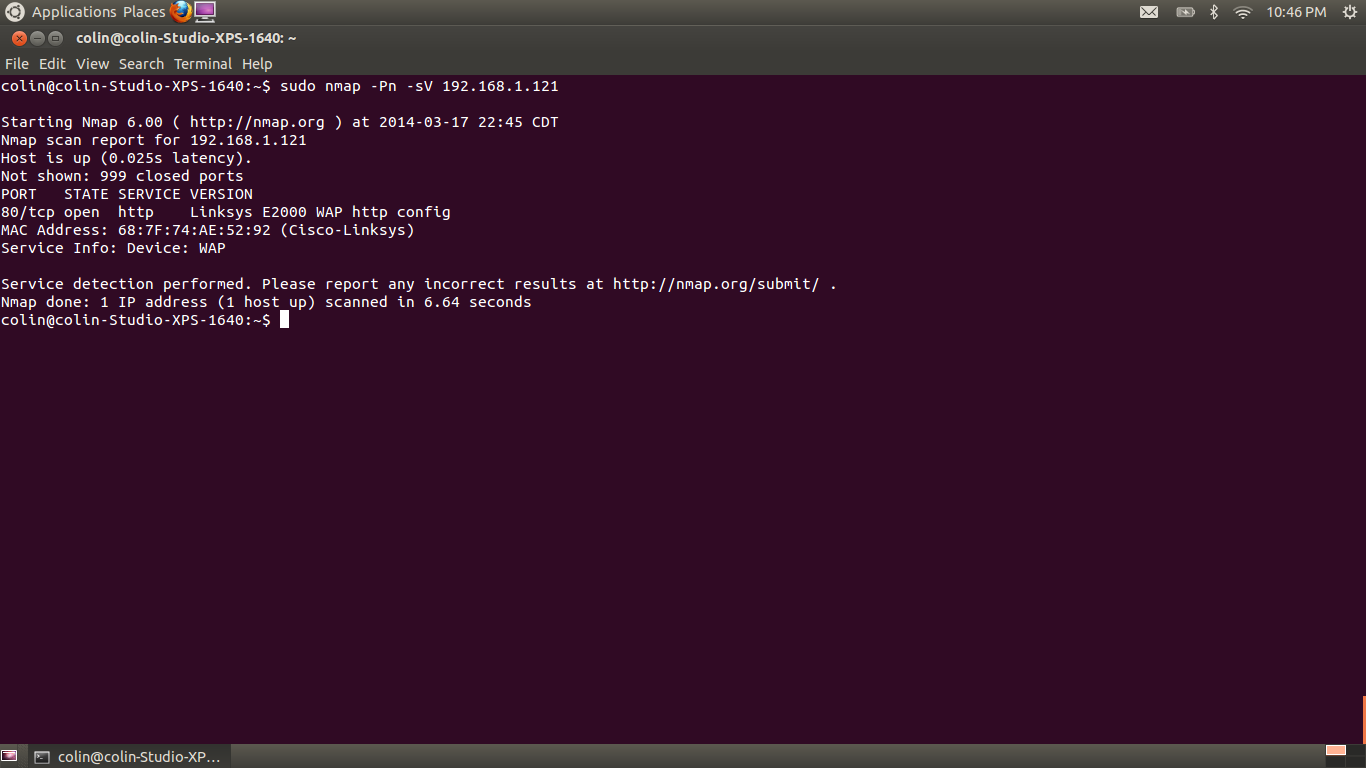 Applications Places 10:46 PM
colin@colin-Studio-XPS-1640: ~
File Edit View Search Terminal Help
colin@colin-Studio-XPS-1640:~$ sudo nmap -Pn -sV 192.168.1.121
Starting Nmap 6.00 ( http://nmap.org ) at 2014-03-17 22:45 CDT
Nmap scan report for 192.168.1.121
Host is up (0.025s latency).
Not shown: 999 closed ports
PORT   STATE SERVICE VERSION
80/tcp open  http    Linksys E2000 WAP http config
MAC Address: 68:7F:74:AE:52:92 (Cisco-Linksys)
Service Info: Device: WAP
Service detection performed. Please report any incorrect results at http://nmap.org/submit/ .
Nmap done: 1 IP address (1 host up) scanned in 6.64 seconds
colin@colin-Studio-XPS-1640:~$
colin@colin-Studio-XP...